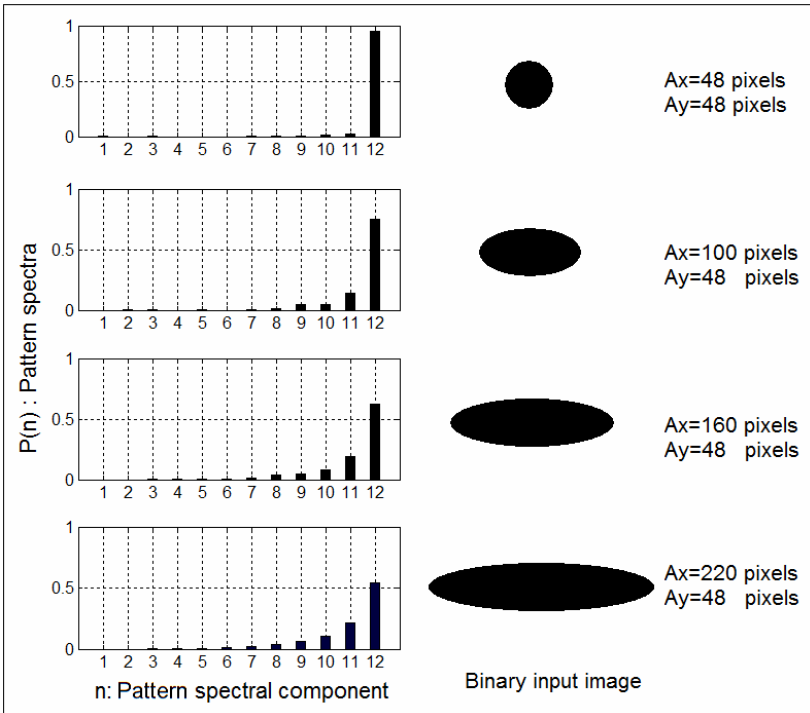 P(n) : Pattern spectra
1
0.5
0
1 2 3 4 5 6 7 8 9 10 11 12
Ax=48 pixels
Ay=48 pixels
1
0.5
0
1 2 3 4 5 6 7 8 9 10 11 12
Ax=100 pixels
Ay=48 pixels
1
0.5
0
1 2 3 4 5 6 7 8 9 10 11 12
Ax=160 pixels
Ay=48 pixels
1
0.5
0
1 2 3 4 5 6 7 8 9 10 11 12
Ax=220 pixels
Ay=48 pixels
n: Pattern spectral component
Binary input image